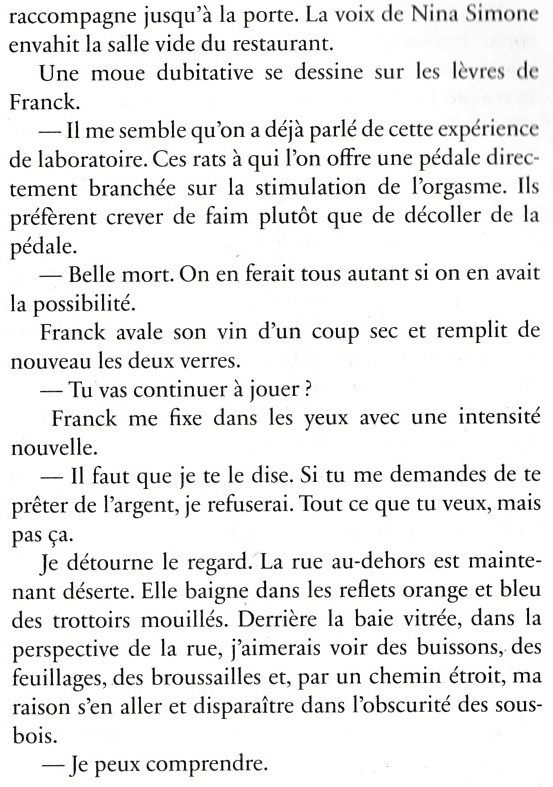 raccompagne jusqu'à la porte. La voix de Nina Simone
envahit la salle vide du restaurant.
Une moue dubitative se dessine sur les lèvres de
Franck.
— Il me semble qu'on a déjà parlé de cette expérience
de laboratoire. Ces rats à qui l'on offre une pédale direc-
tement branchée sur la stimulation de l'orgasme. Ils
préfèrent crever de faim plutôt que de décoller de la
pédale.
— Belle mort. On en ferait tous autant si on en avait
la possibilité.
Franck avale son vin d'un coup sec et remplit de
nouveau les deux verres.
— Tu vas continuer à jouer ?
Franck me fixe dans les yeux avec une intensité
nouvelle.
— Il faut que je te le dise. Si tu me demandes de te
prêter de l'argent, je refuserai. Tout ce que tu veux, mais
pas ça.
Je détourne le regard. La rue au-dehors est mainte-
nant déserte. Elle baigne dans les reflets orange et bleu
des trottoirs mouillés. Derrière la baie vitrée, dans la
perspective de la rue, j'aimerais voir des buissons, des
feuillages, des broussailles et, par un chemin étroit, ma
raison s'en aller et disparaître dans l'obscurité des sous-
bois.
— Je peux comprendre.